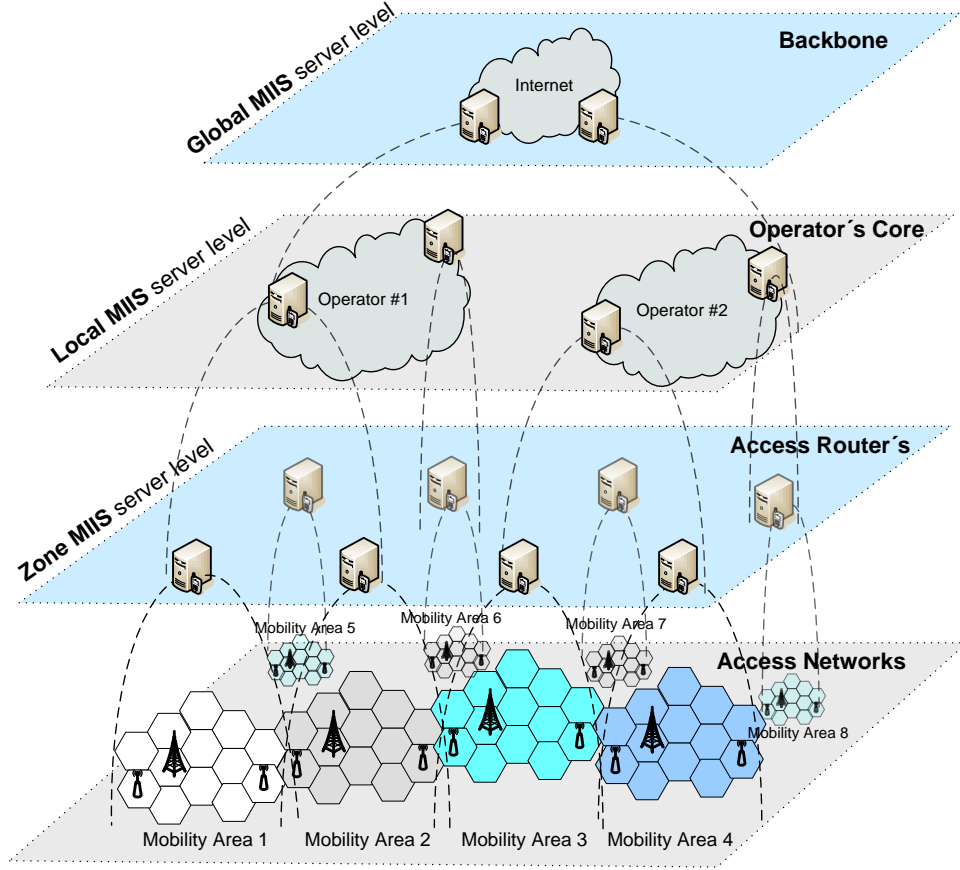 Backbone
Global MIIS server level
Internet
Operator´s Core
Local MIIS server level
Operator #1
Operator #2
Access Router´s
Zone MIIS server level
Mobility Area 5
Mobility Area 6
Mobility Area 7
Access Networks
Mobility Area 8
Mobility Area 1
Mobility Area 2
Mobility Area 3
Mobility Area 4